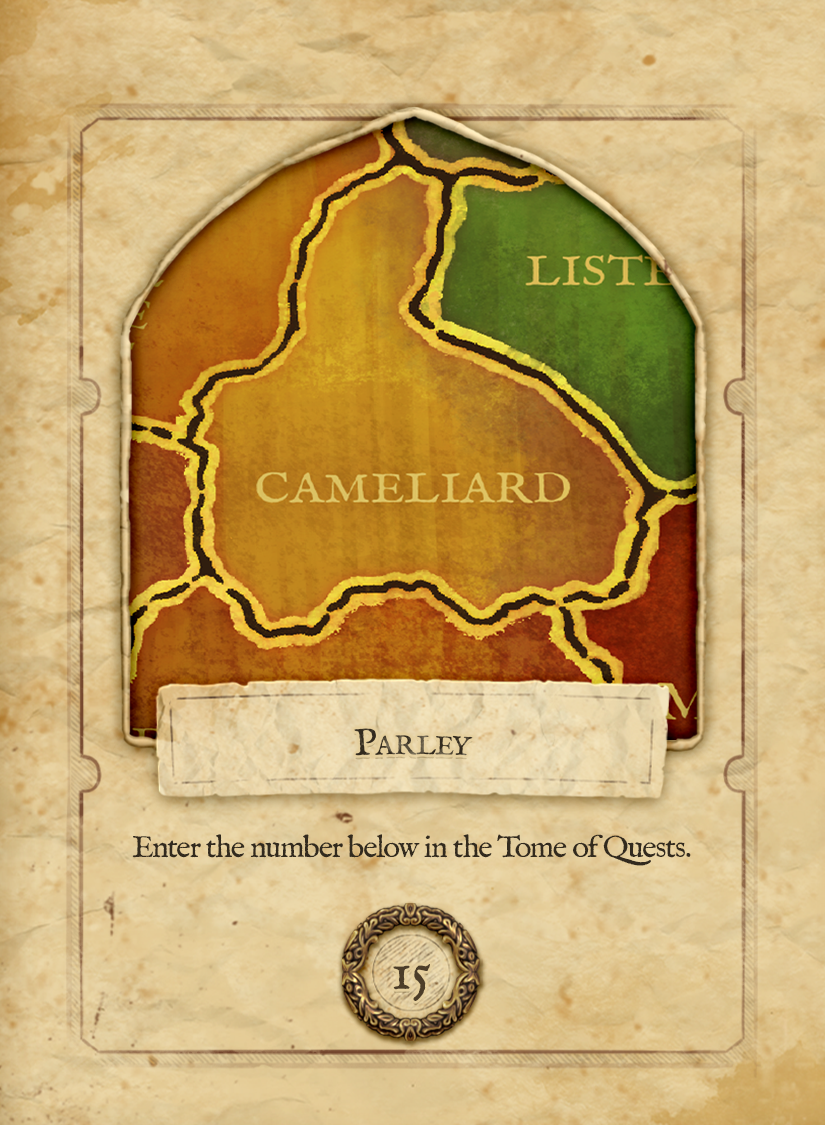 LISTE
CAMELIARD
M
Parley
Enter the number below in the Tome of Quests.
15